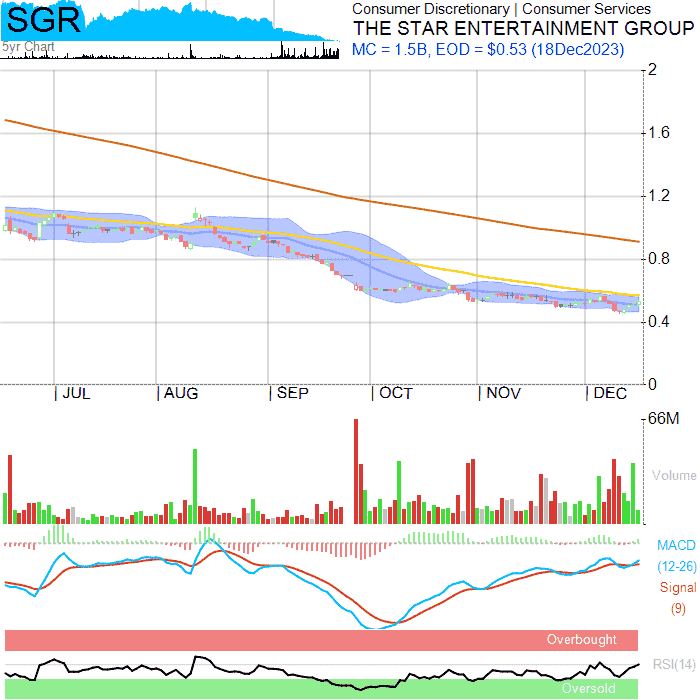 SGR
5yr Chart
Consumer Discretionary | Consumer Services
THE STAR ENTERTAINMENT GROUP
MC = 1.5B, EOD = $0.53 (18Dec2023)
2
1.6
1.2
0.8
0.4
0
| JUL | AUG | SEP | OCT | NOV | DEC
66M
Volume
MACD
(12-26)
Signal
(9)
Overbought
RSI(14)
Oversold